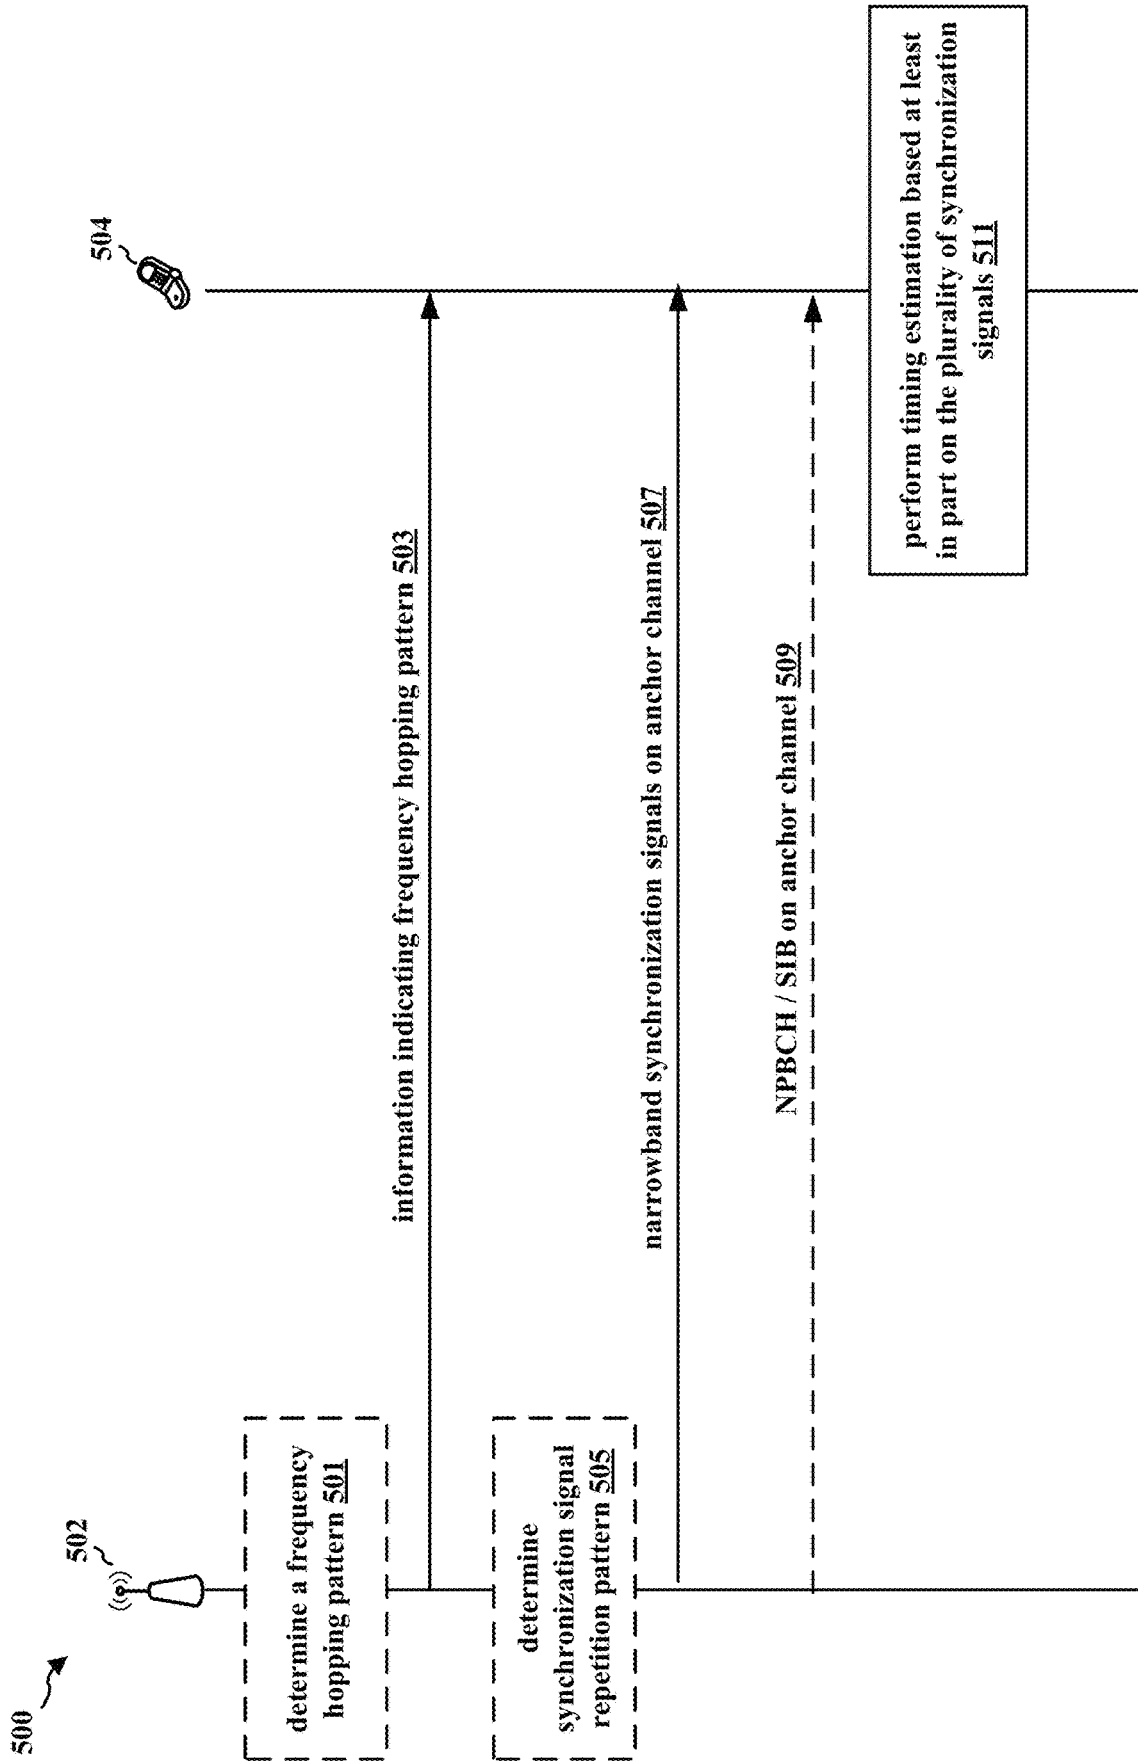 500
502
504
determine a frequency
hopping pattern 501
information indicating frequency hopping pattern 503
determine
synchronization signal
repetition pattern 505
narrowband synchronization signals on anchor channel 507
NPBCH / SIB on anchor channel 509
perform timing estimation based at least
in part on the plurality of synchronization
signals 511